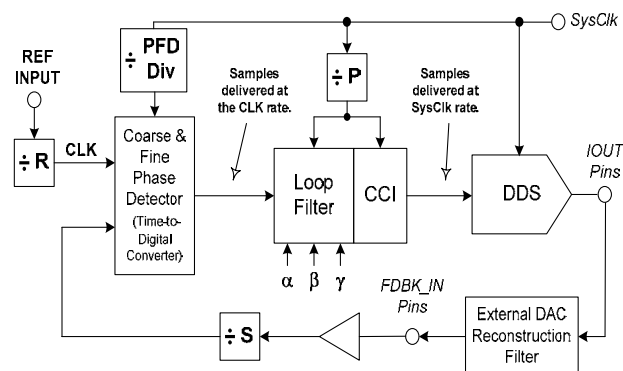 SysClk
÷ PFD
Div
REF
INPUT
÷ P
Samples
delivered at
the CLK rate.
Samples
delivered at
SysClk rate.
÷ R
CLK
Coarse &
Fine
Phase
Detector
(Time-to-
Digital
Converter)
Loop
Filter
CCI
DDS
IOUT
Pins
α β γ
FDBK_IN
Pins
÷ S
External DAC
Reconstruction
Filter